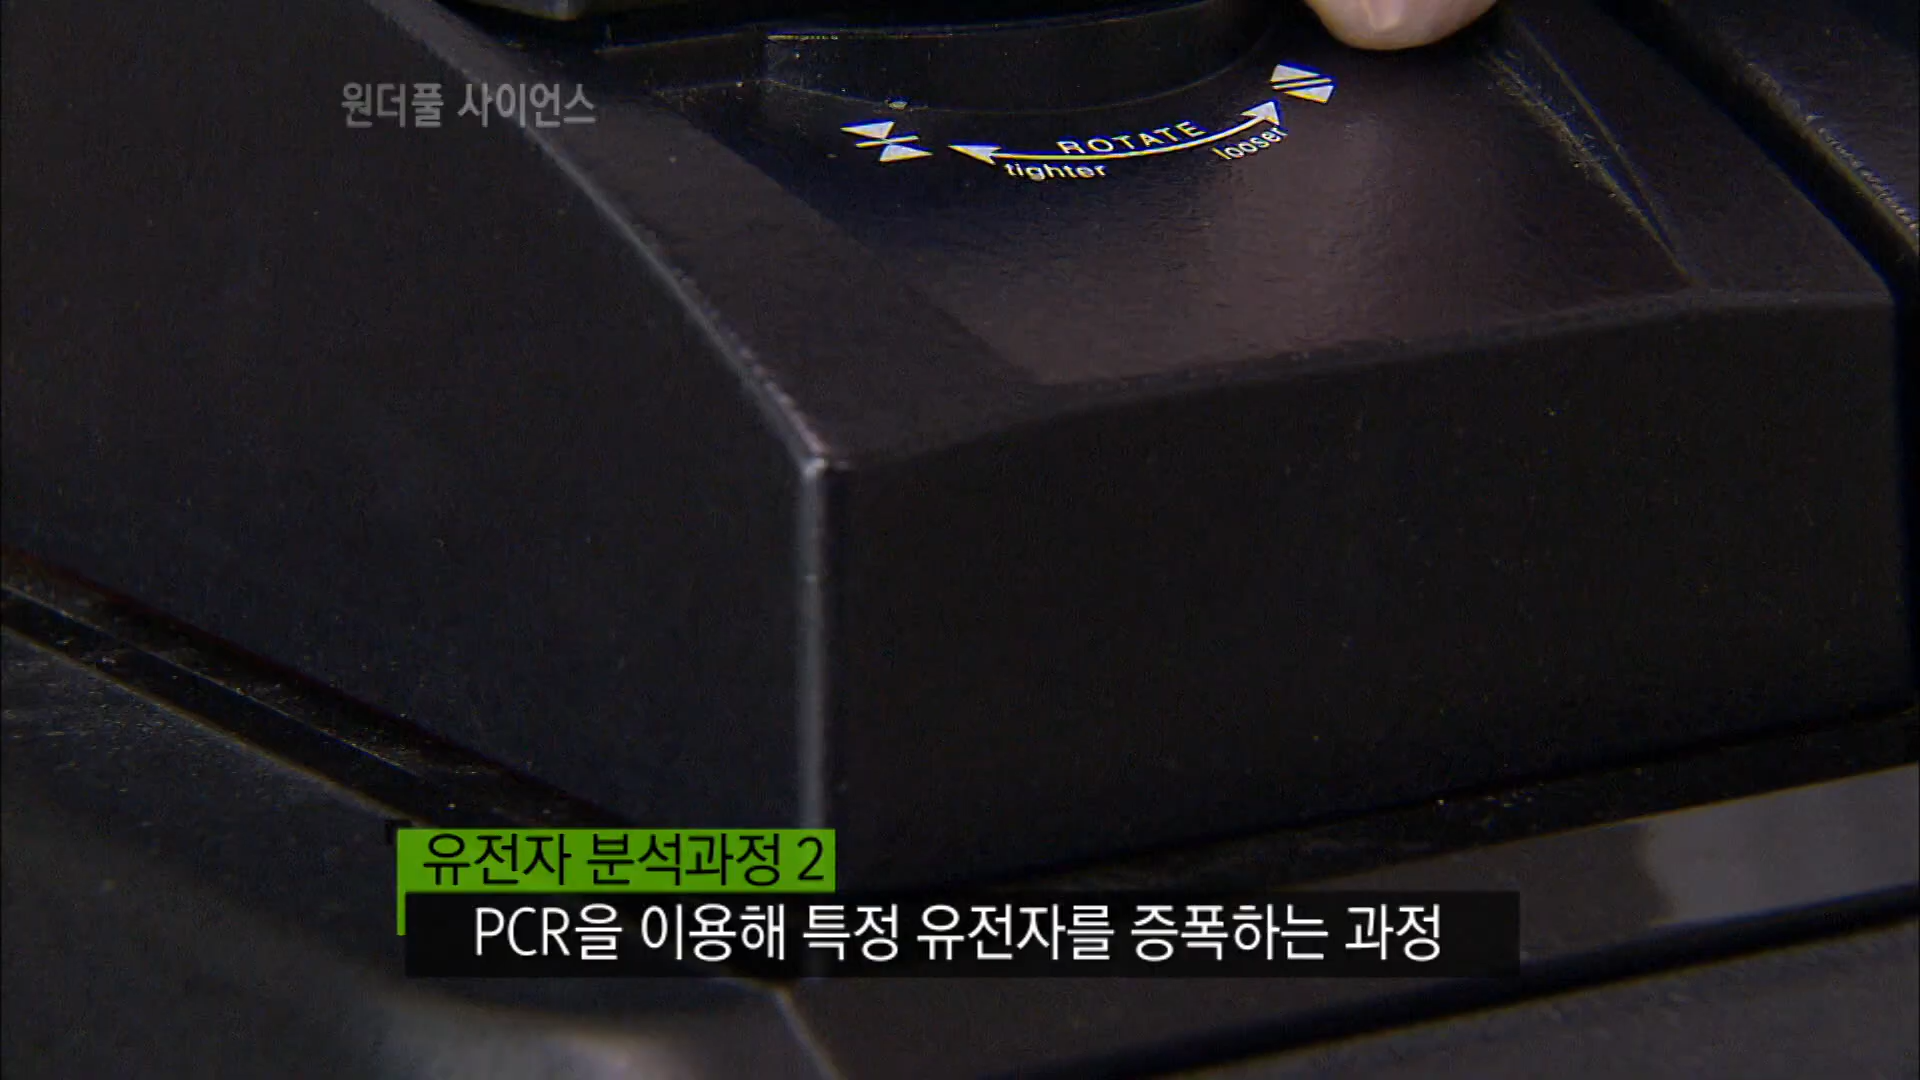 원더풀 사이언스
ROTATE
tighter looser
유전자 분석과정 2
PCR을 이용해 특정 유전자를 증폭하는 과정